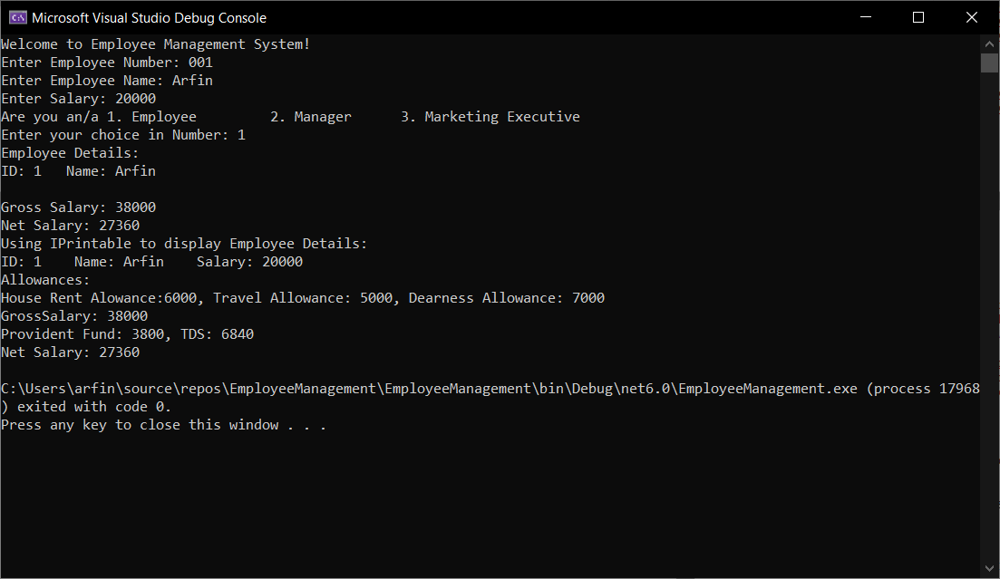 Microsoft Visual Studio Debug Console
Welcome to Employee Management System!
Enter Employee Number: 001
Enter Employee Name: Arfin
Enter Salary: 20000
Are you an/a 1. Employee         2. Manager      3. Marketing Executive
Enter your choice in Number: 1
Employee Details:
ID: 1   Name: Arfin
Gross Salary: 38000
Net Salary: 27360
Using IPrintable to display Employee Details:
ID: 1    Name: Arfin    Salary: 20000
Allowances:
House Rent Alowance:6000, Travel Allowance: 5000, Dearness Allowance: 7000
GrossSalary: 38000
Provident Fund: 3800, TDS: 6840
Net Salary: 27360
C:\Users\arfin\source\repos\EmployeeManagement\EmployeeManagement\bin\Debug\net6.0\EmployeeManagement.exe (process 17968
) exited with code 0.
Press any key to close this window . . .